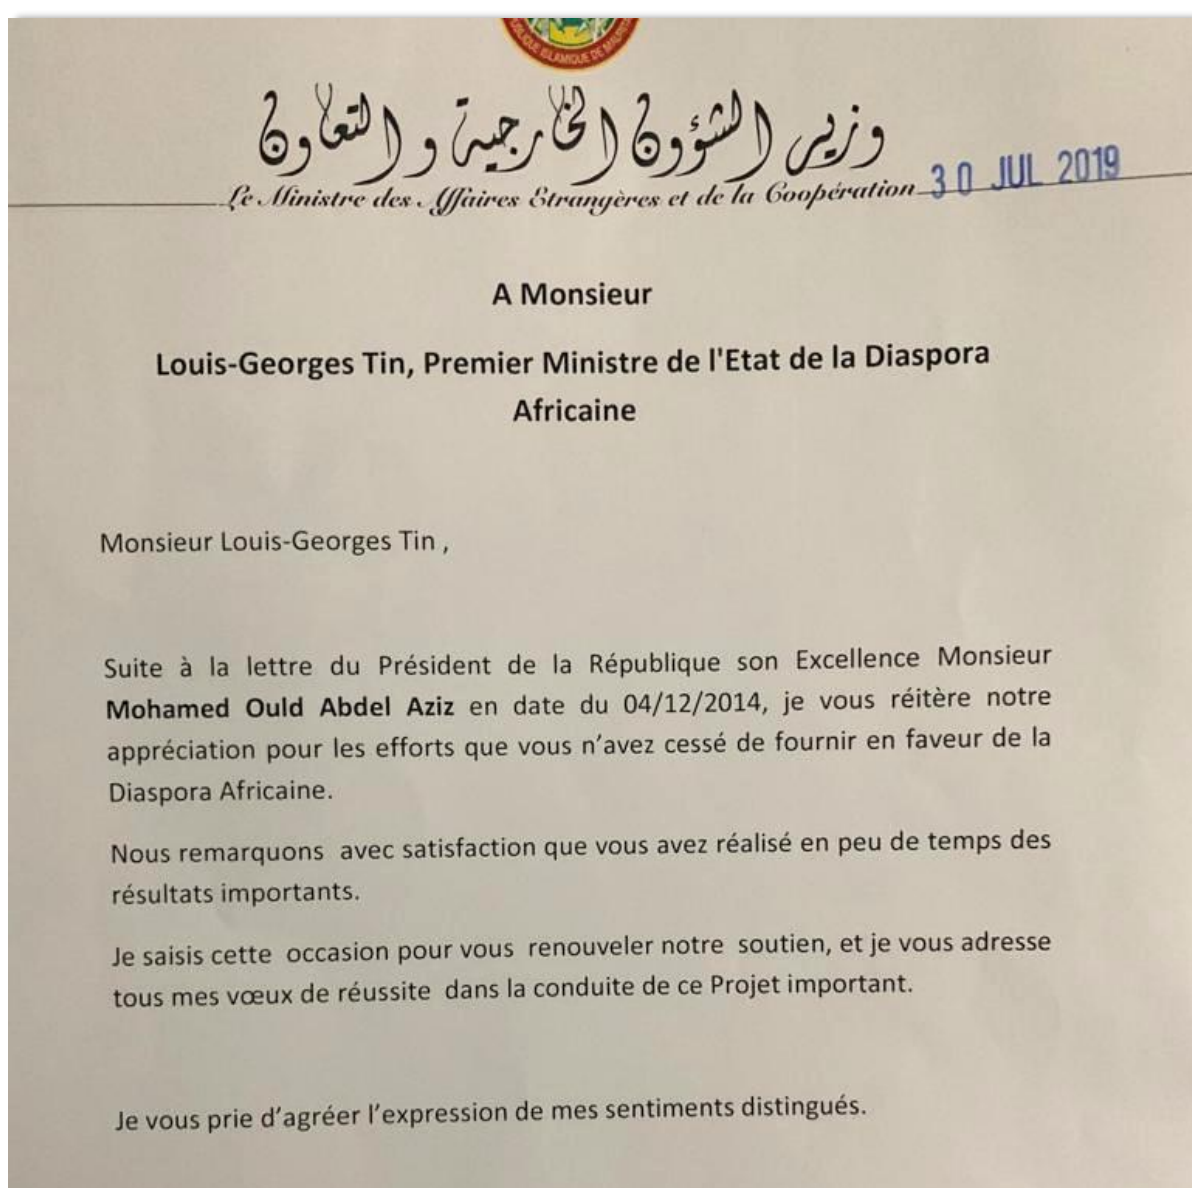 PUBLIQUE ISLAMIQUE DE
وزير الشؤون الخارجية و التعاون
Le Ministre des Affaires Etrangères et de la Coopération
30 JUL 2019
A Monsieur
Louis-Georges Tin, Premier Ministre de l'Etat de la Diaspora
Africaine
Monsieur Louis-Georges Tin ,
Suite à la lettre du Président de la République son Excellence Monsieur
Mohamed Ould Abdel Aziz en date du 04/12/2014, je vous réitère notre
appréciation pour les efforts que vous n’avez cessé de fournir en faveur de la
Diaspora Africaine.
Nous remarquons avec satisfaction que vous avez réalisé en peu de temps des
résultats importants.
Je saisis cette occasion pour vous renouveler notre soutien, et je vous adresse
tous mes vœux de réussite dans la conduite de ce Projet important.
Je vous prie d’agréer l’expression de mes sentiments distingués.